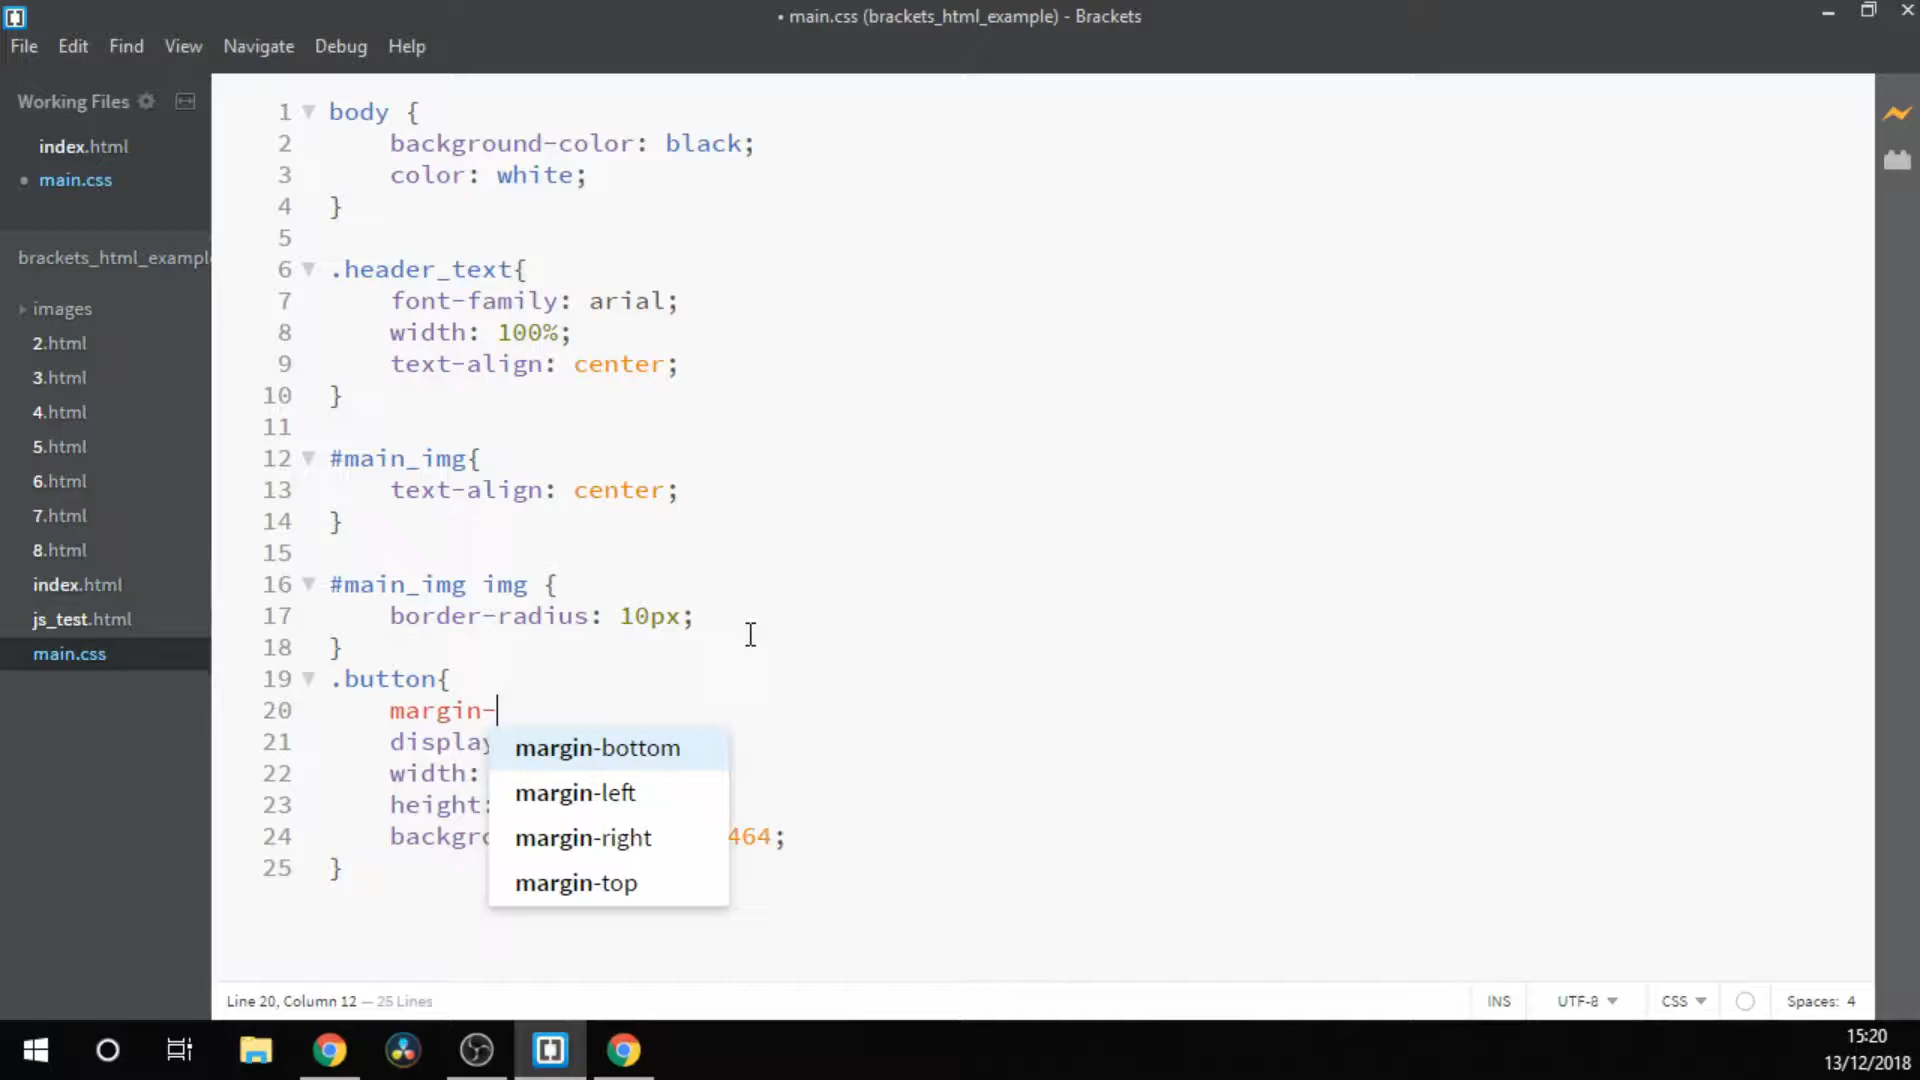 • main.css (brackets_html_example) - Brackets
File Edit Find View Navigate Debug Help
Working Files
index.html
• main.css
brackets_html_exampl
images
2.html
3.html
4.html
5.html
6.html
7.html
8.html
index.html
js_test.html
main.css
1 body {
2 background-color: black;
3 color: white;
4 }
5
6 .header_text{
7 font-family: arial;
8 width: 100%;
9 text-align: center;
10 }
11
12 #main_img{
13 text-align: center;
14 }
15
16 #main_img img {
17 border-radius: 10px;
18 }
19 .button{
20 margin-
21 display
22 width:
23 height:
24 backgro 464;
25 }
margin-bottom
margin-left
margin-right
margin-top
Line 20, Column 12 — 25 Lines
INS UTF-8 CSS Spaces: 4
15:20
13/12/2018